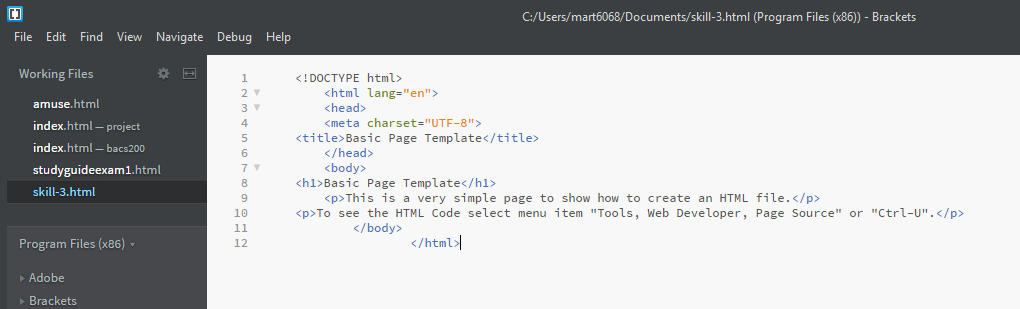 C:/Users/mart6068/Documents/skill-3.html (Program Files (x86)) - Brackets
File Edit Find View Navigate Debug Help
Working Files
amuse.html
index.html — project
index.html — bacs200
studyguideexam1.html
skill-3.html
Program Files (x86)
Adobe
Brackets
1 <!DOCTYPE html>
2 <html lang="en">
3 <head>
4 <meta charset="UTF-8">
5 <title>Basic Page Template</title>
6 </head>
7 <body>
8 <h1>Basic Page Template</h1>
9 <p>This is a very simple page to show how to create an HTML file.</p>
10 <p>To see the HTML Code select menu item "Tools, Web Developer, Page Source" or "Ctrl-U".</p>
11 </body>
12 </html>